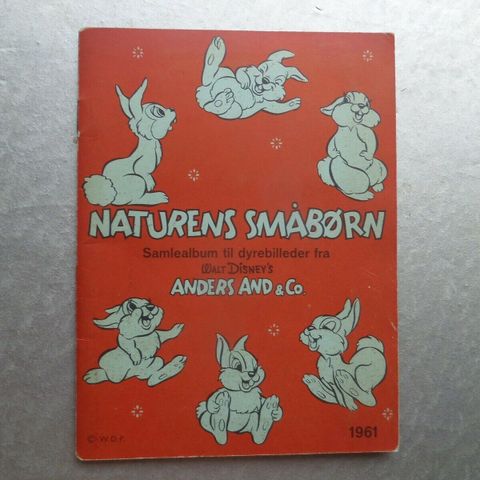 NATURENS SMÅBØRN
Samlealbum til dyrebilleder fra
WALT DISNEY'S
ANDERS AND & Co.
© W.D.P.
1961